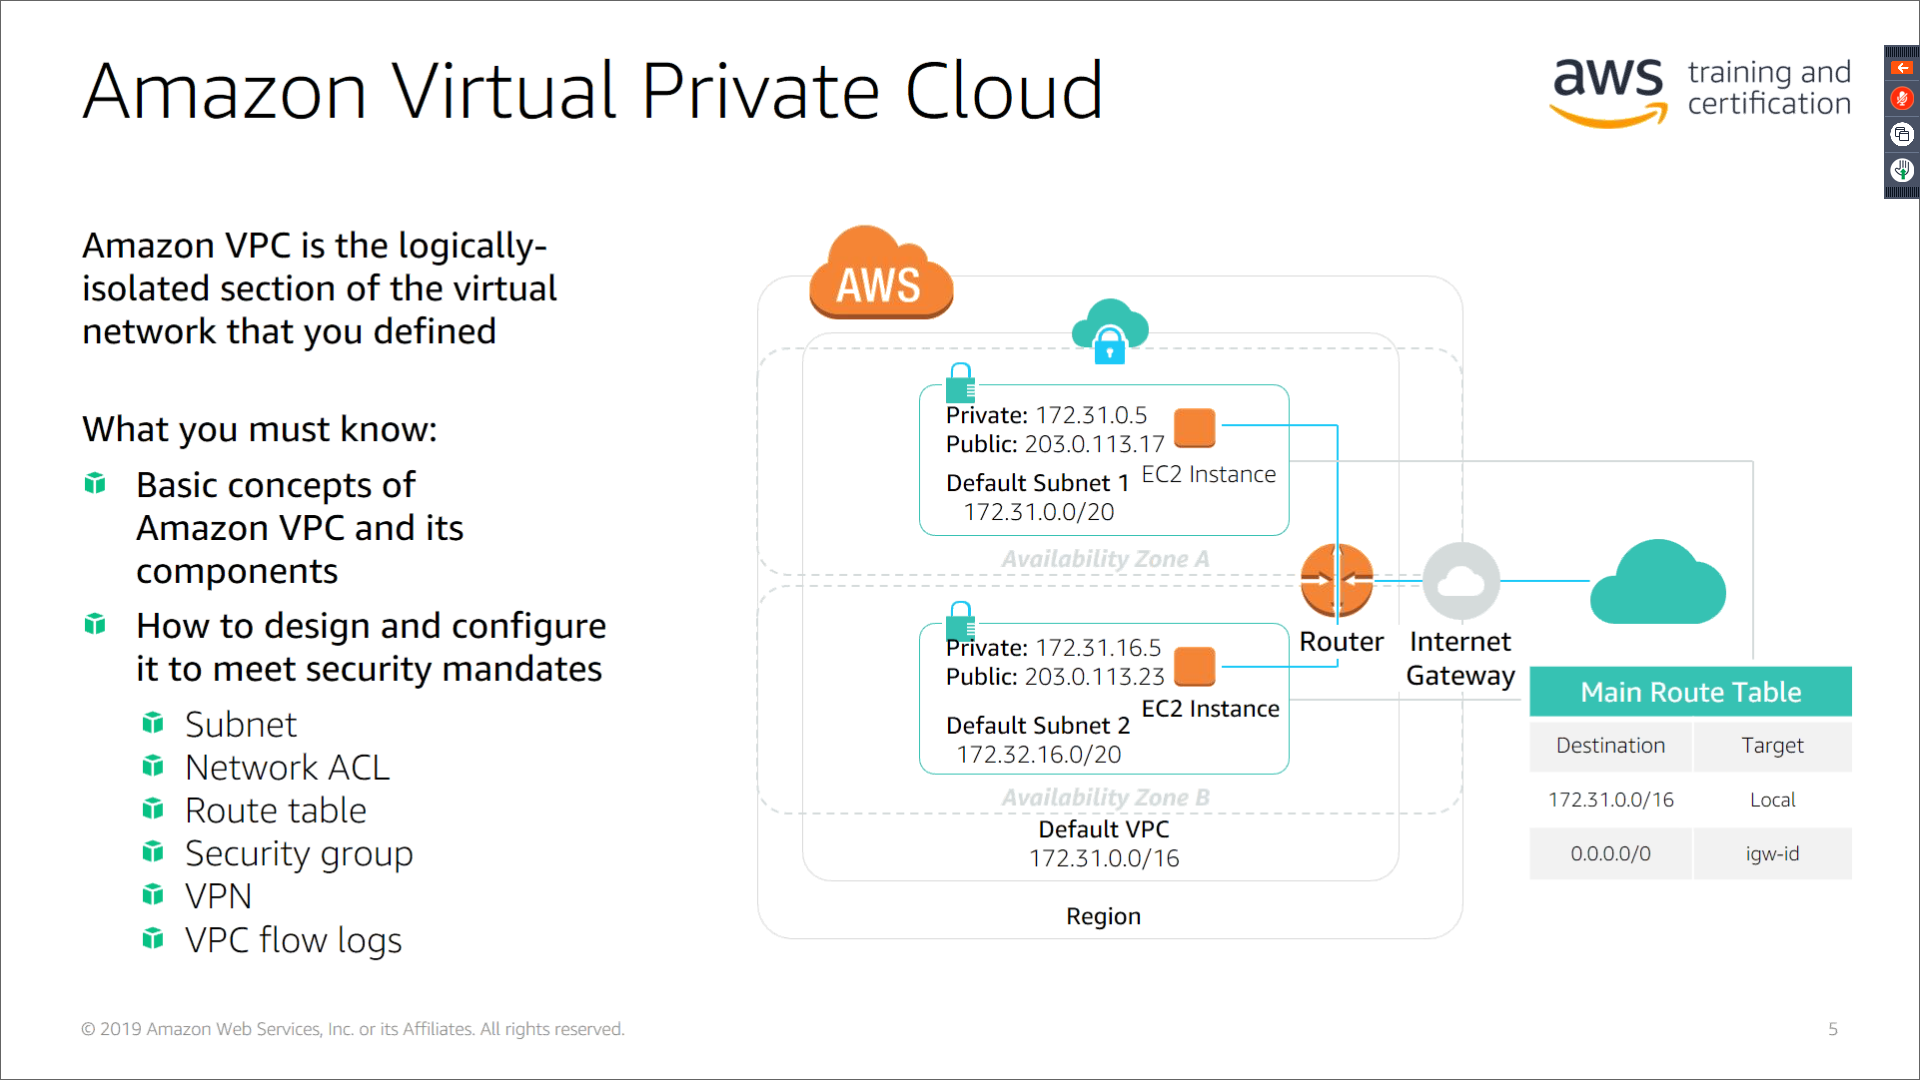 Amazon Virtual Private Cloud
aws training and
certification
Amazon VPC is the logically-
isolated section of the virtual
network that you defined
What you must know:
Basic concepts of
Amazon VPC and its
components
How to design and configure
it to meet security mandates
Subnet
Network ACL
Route table
Security group
VPN
VPC flow logs
AWS
Private: 172.31.0.5
Public: 203.0.113.17
EC2 Instance
Default Subnet 1
172.31.0.0/20
Availability Zone A
Private: 172.31.16.5
Public: 203.0.113.23
EC2 Instance
Default Subnet 2
172.32.16.0/20
Availability Zone B
Default VPC
172.31.0.0/16
Region
Router
Internet
Gateway
Main Route Table
Destination Target
172.31.0.0/16 Local
0.0.0.0/0 igw-id
© 2019 Amazon Web Services, Inc. or its Affiliates. All rights reserved.
5